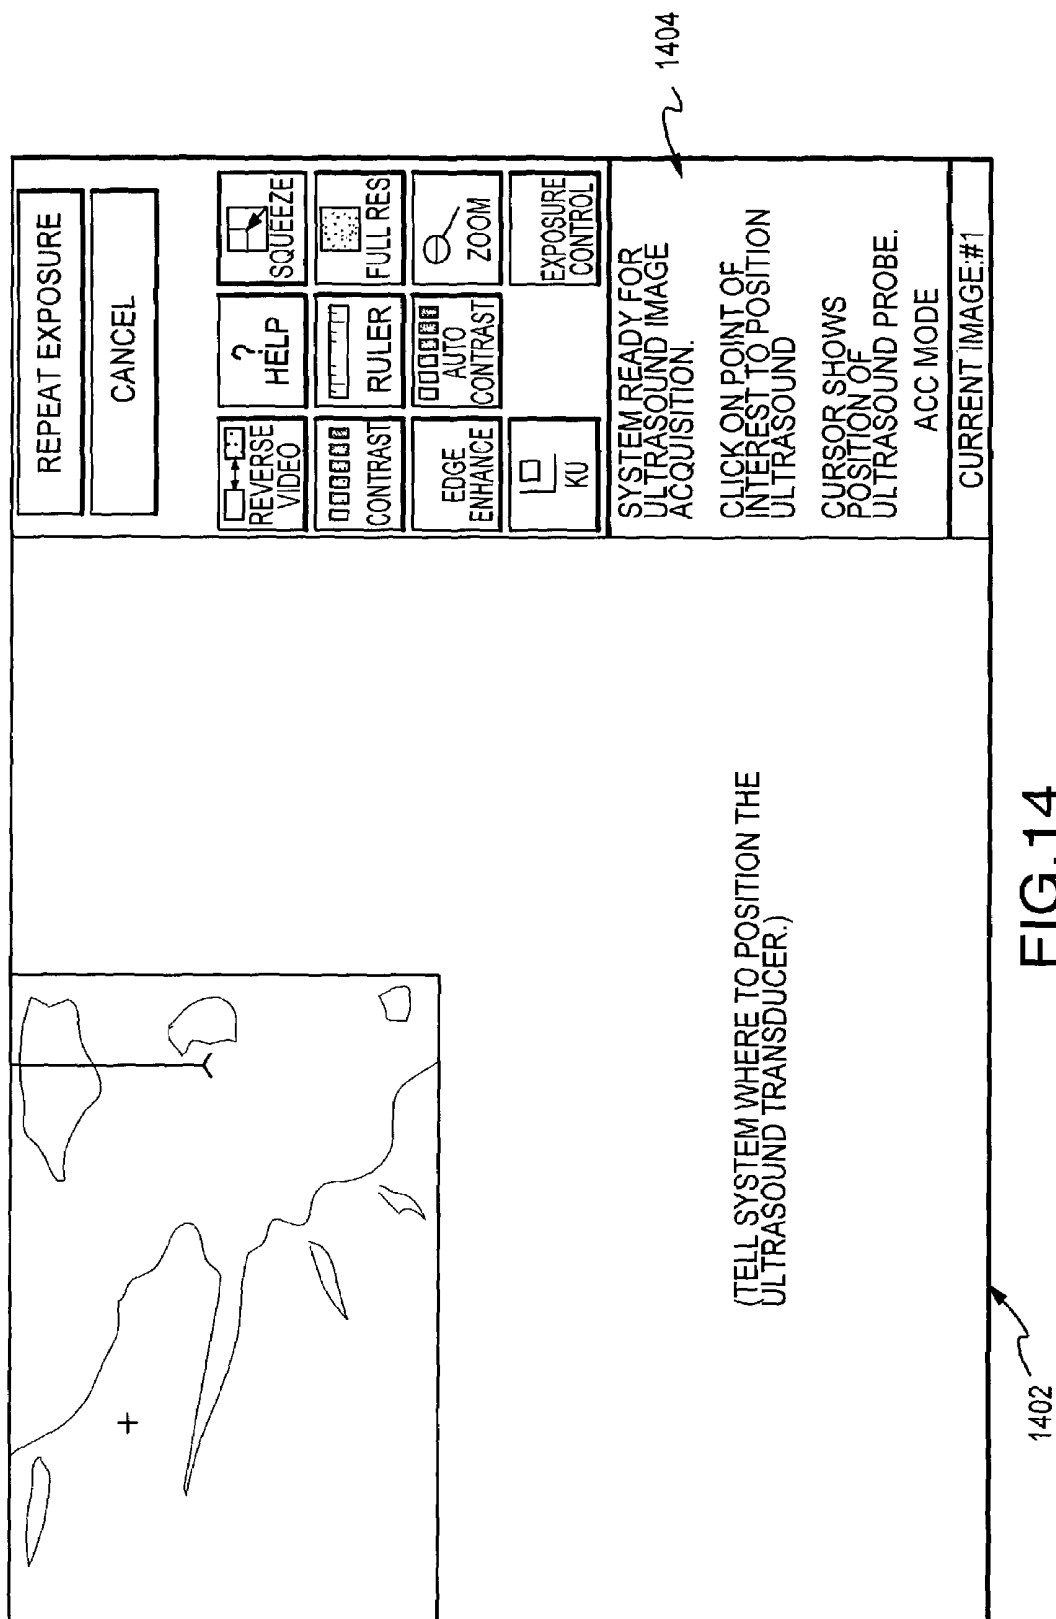 REPEAT EXPOSURE
CANCEL
REVERSE
VIDEO
?
HELP
SQUEEZE
CONTRAST
RULER
FULL RES
EDGE
ENHANCE
AUTO
CONTRAST
ZOOM
KU
EXPOSURE
CONTROL
SYSTEM READY FOR
ULTRASOUND IMAGE
ACQUISITION.
CLICK ON POINT OF
INTEREST TO POSITION
ULTRASOUND
CURSOR SHOWS
POSITION OF
ULTRASOUND PROBE.
ACC MODE
CURRENT IMAGE:#1
1404
(TELL SYSTEM WHERE TO POSITION THE
ULTRASOUND TRANSDUCER.)
1402
FIG.14